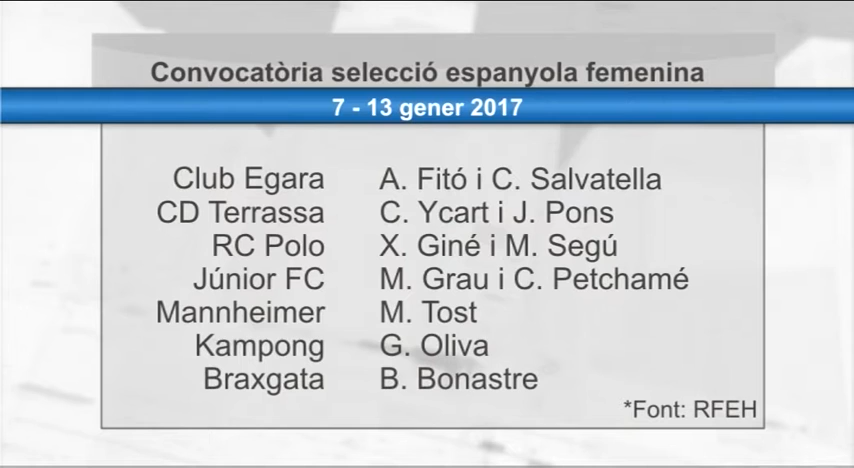 Convocatòria selecció espanyola femenina
7 - 13 gener 2017
Club Egara A. Fitó i C. Salvatella
CD Terrassa C. Ycart i J. Pons
RC Polo X. Giné i M. Segú
Júnior FC M. Grau i C. Petchamé
Mannheimer M. Tost
Kampong G. Oliva
Braxgata B. Bonastre
*Font: RFEH